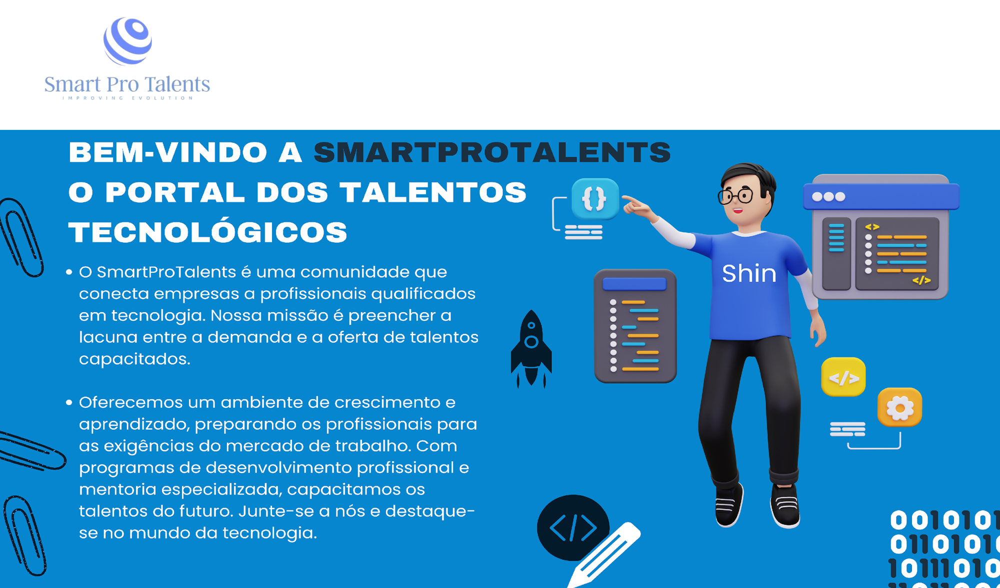 Smart Pro Talents
IMPROVING EVOLUTION
BEM-VINDO A SMARTPROTALENTS
O PORTAL DOS TALENTOS
TECNOLÓGICOS
• O SmartProTalents é uma comunidade que
conecta empresas a profissionais qualificados
em tecnologia. Nossa missão é preencher a
lacuna entre a demanda e a oferta de talentos
capacitados.
• Oferecemos um ambiente de crescimento e
aprendizado, preparando os profissionais para
as exigências do mercado de trabalho. Com
programas de desenvolvimento profissional e
mentoria especializada, capacitamos os
talentos do futuro. Junte-se a nós e destaque-
se no mundo da tecnologia.
{}
Shin
<>
</>
</>
</>
0010101
0110101
10111010